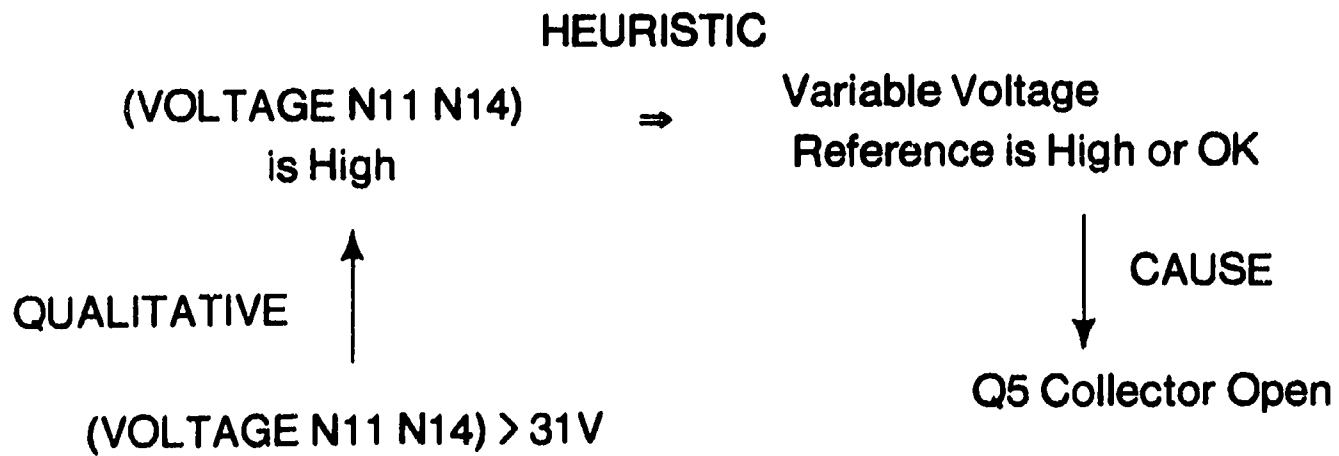 HEURISTIC
(VOLTAGE N11 N14) ⇒ Variable Voltage
is High Reference is High or OK
QUALITATIVE CAUSE
(VOLTAGE N11 N14) > 31V Q5 Collector Open